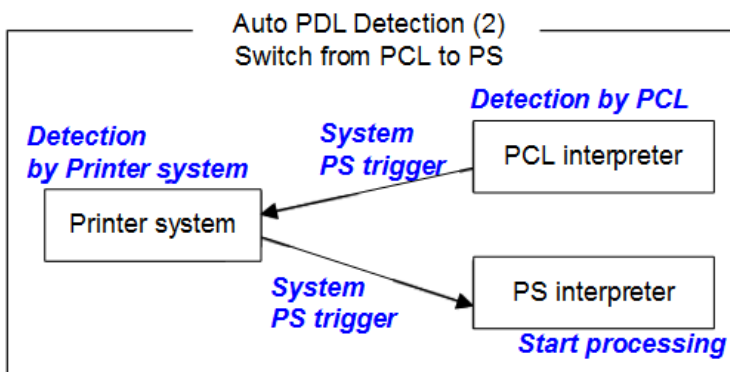 Auto PDL Detection (2)
Switch from PCL to PS
Detection by PCL
Detection
by Printer system
System
PS trigger
PCL interpreter
Printer system
System
PS trigger
PS interpreter
Start processing